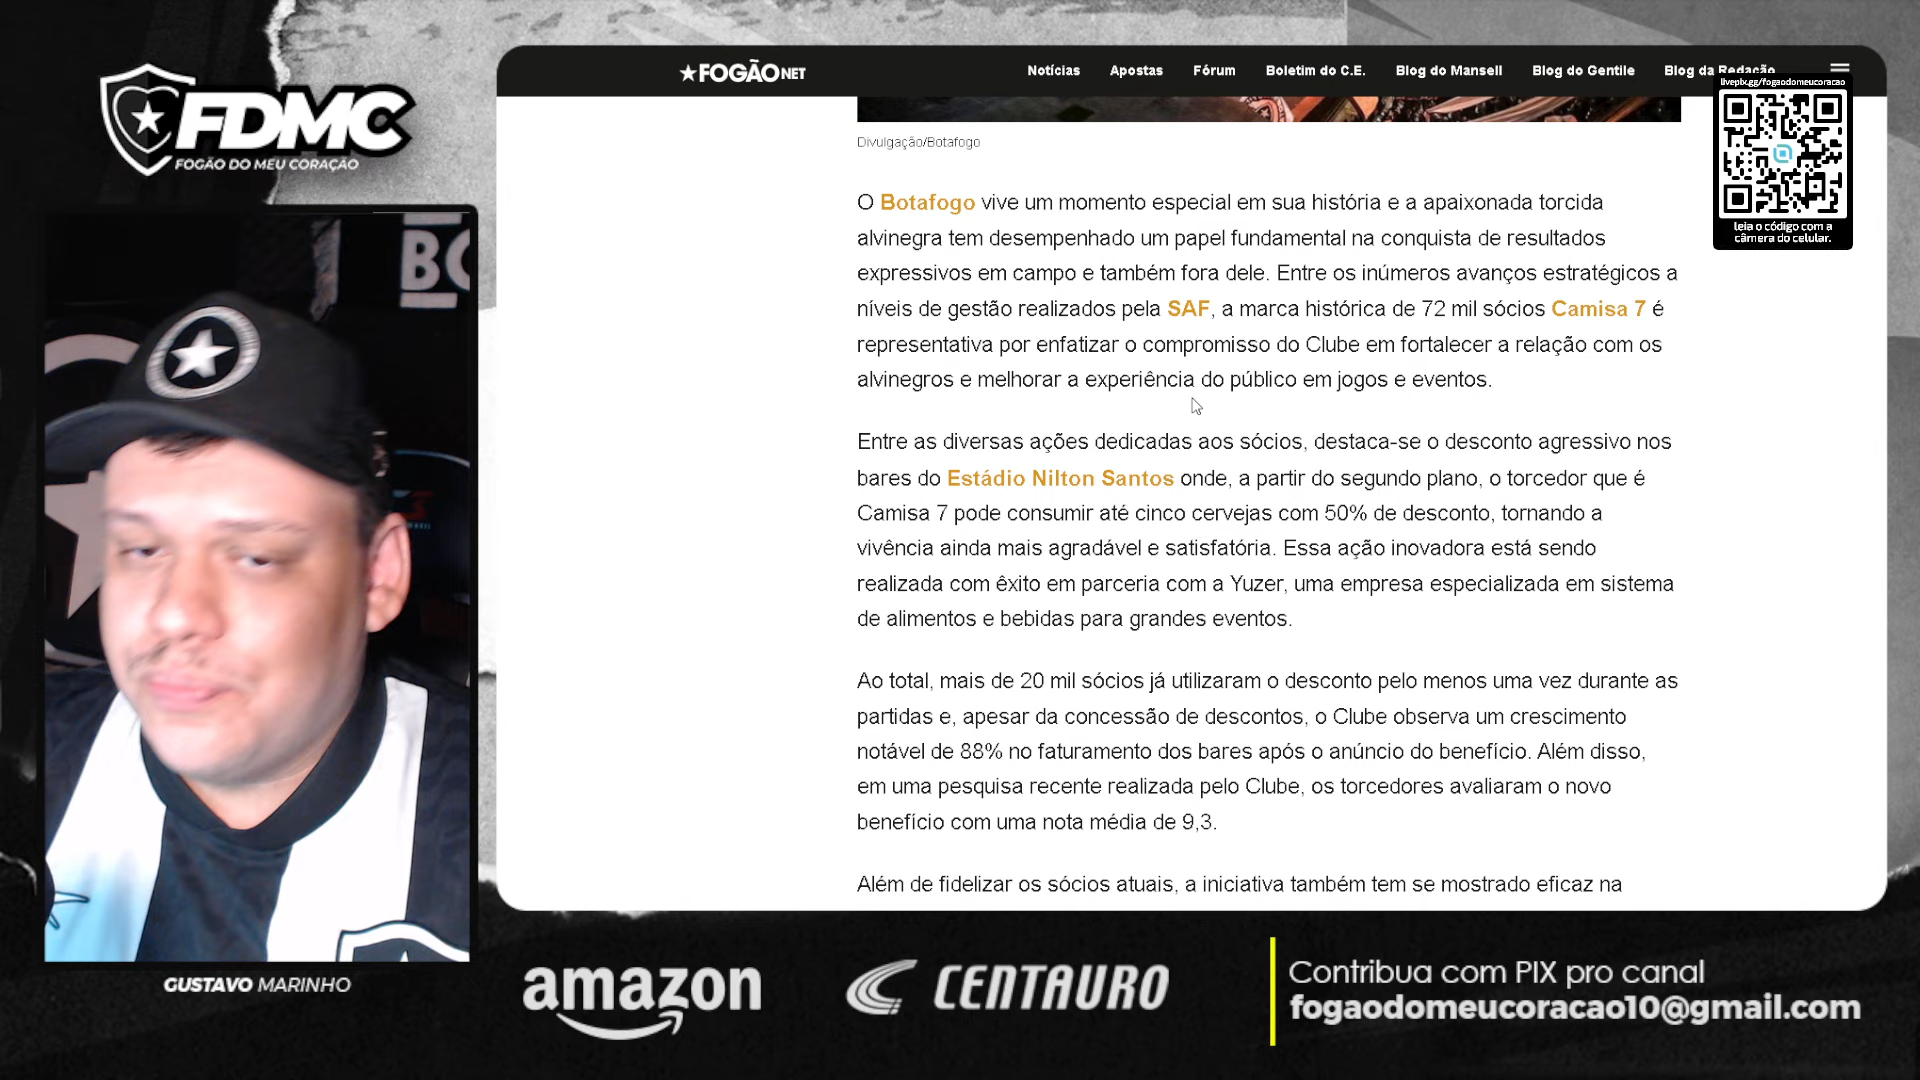 FDMC
FOGÃO DO MEU CORAÇÃO
FOGÃONET
Notícias
Apostas
Fórum
Boletim do C.E.
Blog do Mansell
Blog do Gentile
Blog da Redação
livepix.gg/fogaodomeucoracao
leia o código com a
câmera do celular.
Divulgação/Botafogo
O Botafogo vive um momento especial em sua história e a apaixonada torcida
alvinegra tem desempenhado um papel fundamental na conquista de resultados
expressivos em campo e também fora dele. Entre os inúmeros avanços estratégicos a
níveis de gestão realizados pela SAF, a marca histórica de 72 mil sócios Camisa 7 é
representativa por enfatizar o compromisso do Clube em fortalecer a relação com os
alvinegros e melhorar a experiência do público em jogos e eventos.
Entre as diversas ações dedicadas aos sócios, destaca-se o desconto agressivo nos
bares do Estádio Nilton Santos onde, a partir do segundo plano, o torcedor que é
Camisa 7 pode consumir até cinco cervejas com 50% de desconto, tornando a
vivência ainda mais agradável e satisfatória. Essa ação inovadora está sendo
realizada com êxito em parceria com a Yuzer, uma empresa especializada em sistema
de alimentos e bebidas para grandes eventos.
Ao total, mais de 20 mil sócios já utilizaram o desconto pelo menos uma vez durante as
partidas e, apesar da concessão de descontos, o Clube observa um crescimento
notável de 88% no faturamento dos bares após o anúncio do benefício. Além disso,
em uma pesquisa recente realizada pelo Clube, os torcedores avaliaram o novo
benefício com uma nota média de 9,3.
Além de fidelizar os sócios atuais, a iniciativa também tem se mostrado eficaz na
GUSTAVO MARINHO
amazon
CENTAURO
Contribua com PIX pro canal
fogaodomeucoracao10@gmail.com